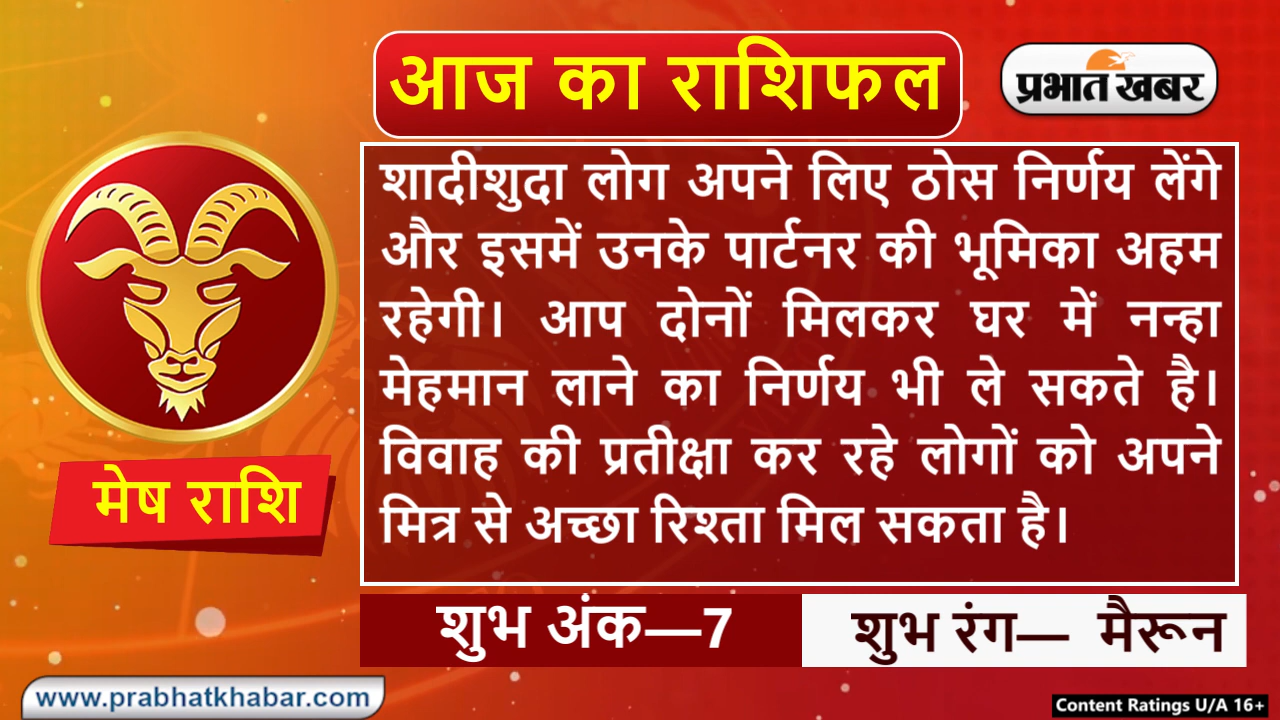 आज का राशिफल
प्रभात खबर
शादीशुदा लोग अपने लिए ठोस निर्णय लेंगे
और इसमें उनके पार्टनर की भूमिका अहम
रहेगी। आप दोनों मिलकर घर में नन्हा
मेहमान लाने का निर्णय भी ले सकते है।
विवाह की प्रतीक्षा कर रहे लोगों को अपने
मित्र से अच्छा रिश्ता मिल सकता है।
मेष राशि
शुभ अंक—7
शुभ रंग— मैरून
www.prabhatkhabar.com
Content Ratings U/A 16+